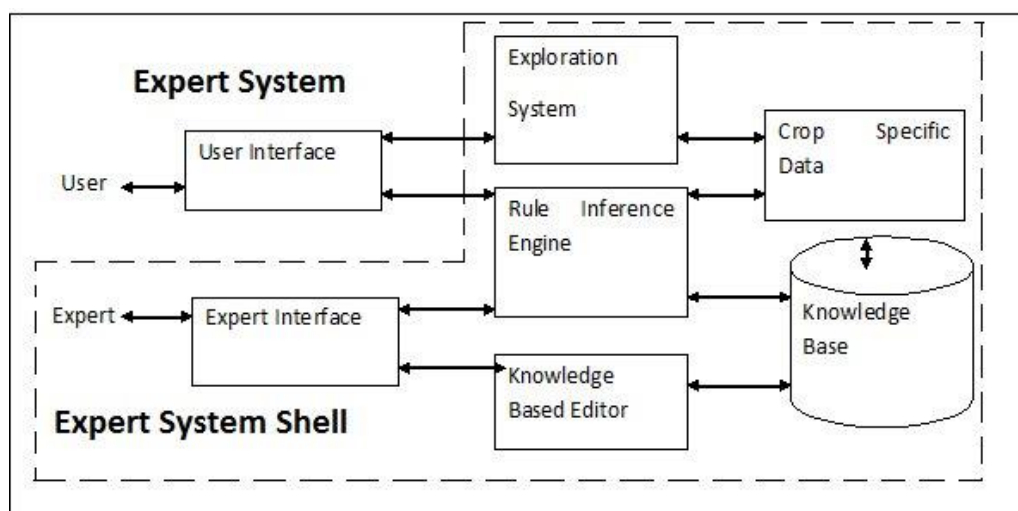 Expert System
Exploration
System
Crop Specific
Data
User Interface
User
Rule Inference
Engine
Expert
Expert Interface
Knowledge
Base
Knowledge
Based Editor
Expert System Shell